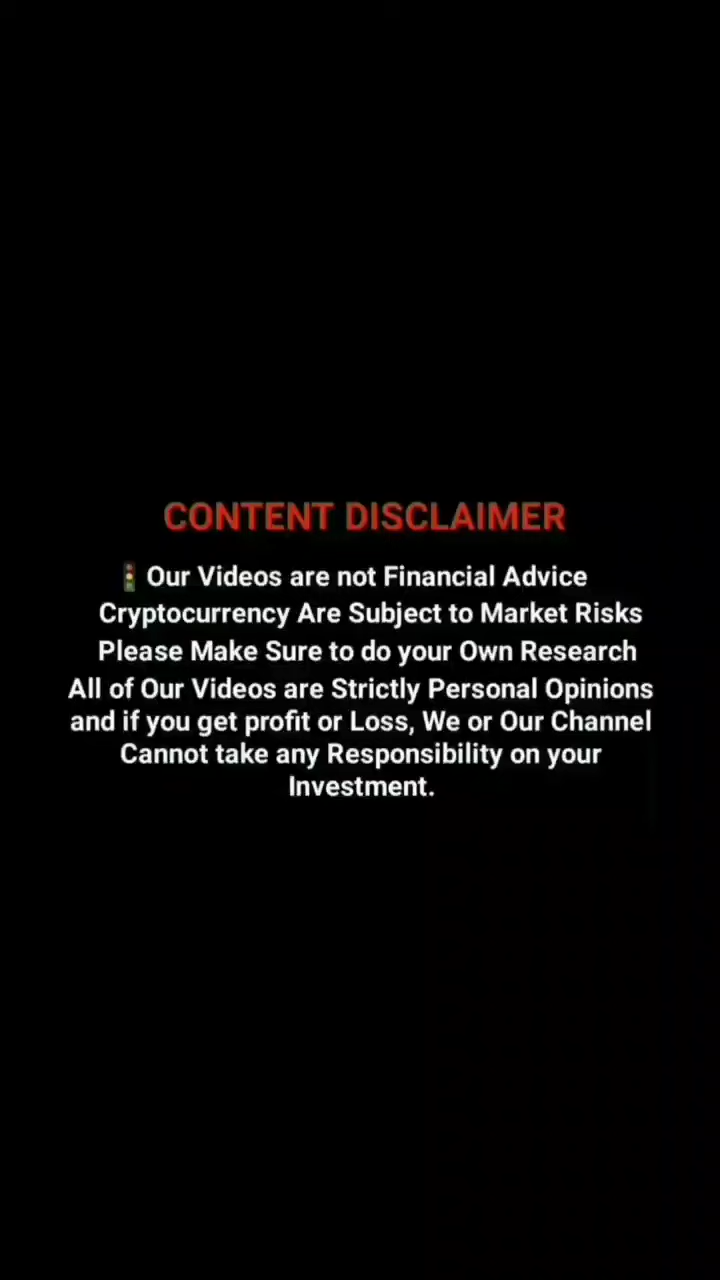 CONTENT DISCLAIMER
🚦Our Videos are not Financial Advice
Cryptocurrency Are Subject to Market Risks
Please Make Sure to do your Own Research
All of Our Videos are Strictly Personal Opinions
and if you get profit or Loss, We or Our Channel
Cannot take any Responsibility on your
Investment.